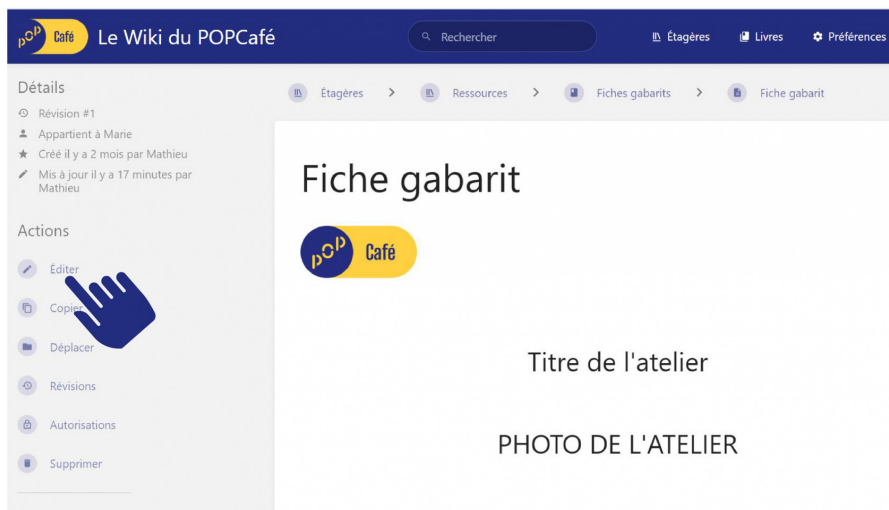 pop Café Le Wiki du POPCafé
Rechercher
Étagères
Livres
Préférences
Détails
Révision #1
Appartient à Marie
Créé il y a 2 mois par Mathieu
Mis à jour il y a 17 minutes par
Mathieu
Actions
Éditer
Copier
Déplacer
Révisions
Autorisations
Supprimer
Étagères > Ressources > Fiches gabarits > Fiche gabarit
Fiche gabarit
pop Café
Titre de l'atelier
PHOTO DE L'ATELIER